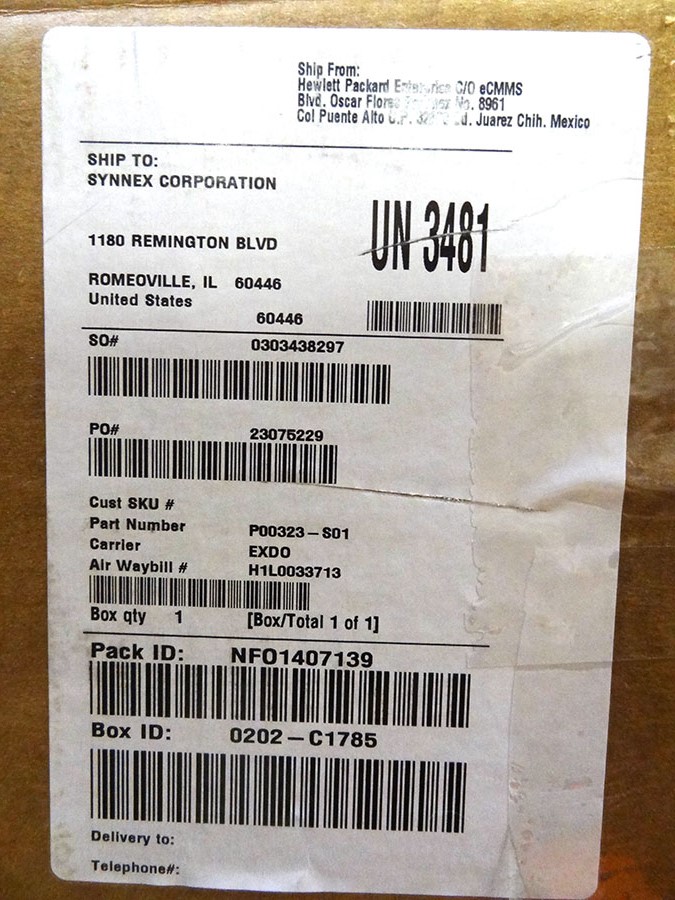 Ship From:
Hewlett Packard C/O eCMMS
Blvd. Oscar Flores No. 8961
Col Puente Alto Juarez Chih. Mexico
SHIP TO:
SYNNEX CORPORATION
UN 3481
1180 REMINGTON BLVD
ROMEOVILLE, IL 60446
United States
60446
SO# 0303438297
PO# 23075229
Cust SKU #
Part Number P00323-S01
Carrier EXDO
Air Waybill # H1L0033713
Box qty 1 [Box/Total 1 of 1]
Pack ID: NFO1407139
Box ID: 0202-C1785
Delivery to:
Telephone#: